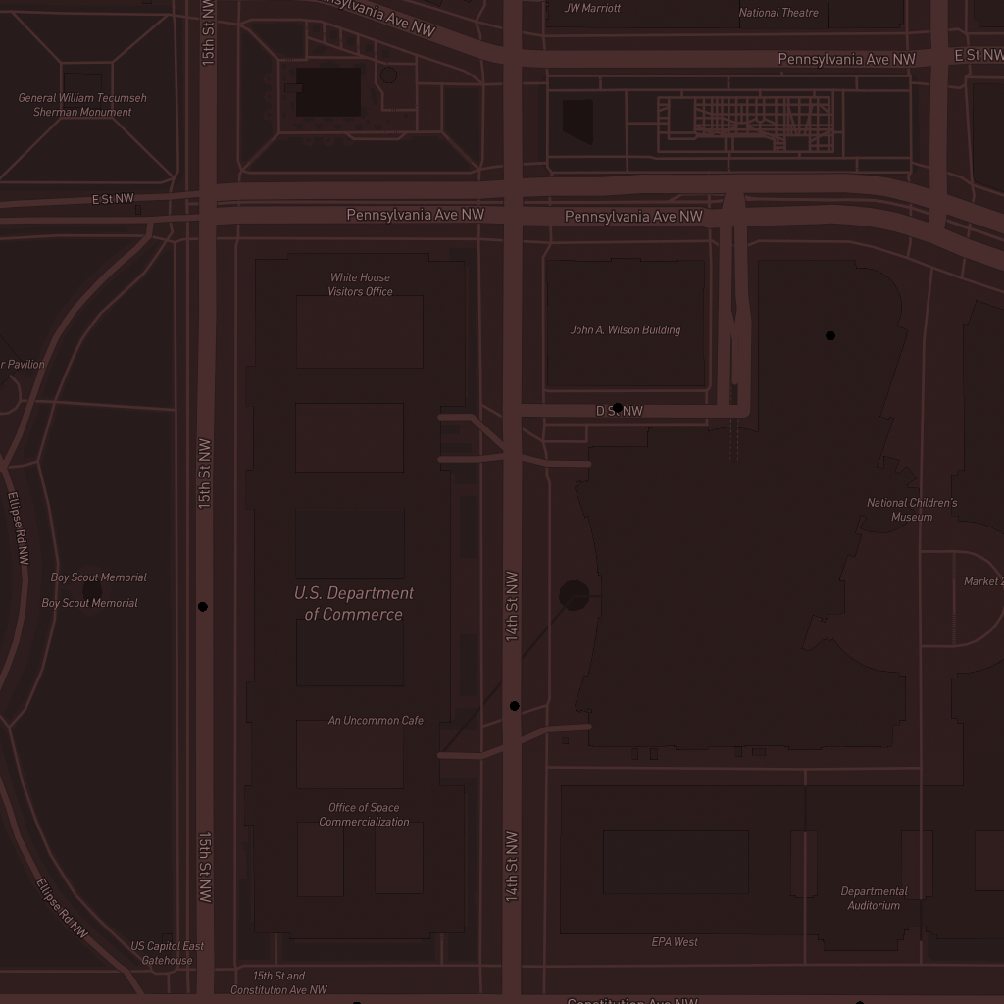 15th St NW
nsylvania Ave NW
JW Marriott
National Theatre
Pennsylvania Ave NW
E St NW
General William Tecumseh
Sherman Monument
E St NW
Pennsylvania Ave NW
Pennsylvania Ave NW
White House
Visitors Office
John A. Wilson Building
r Pavilion
D St NW
15th St NW
Ellipse Rd NW
National Children's
Museum
Boy Scout Memorial
Boy Scout Memorial
U.S. Department
of Commerce
14th St NW
Market
An Uncommon Cafe
Office of Space
Commercialization
15th St NW
14th St NW
Ellipse Rd NW
Departmental
Auditorium
US Capitol East
Gatehouse
EPA West
15th St and
Constitution Ave NW
Constitution Ave NW